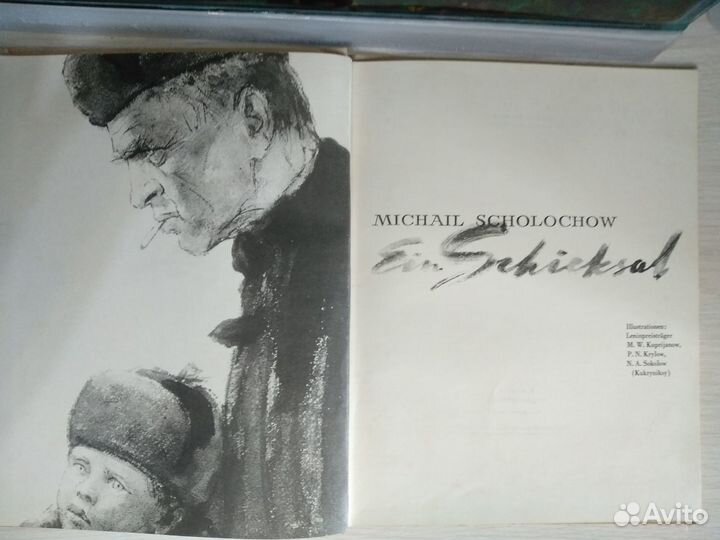 MICHAIL SCHOLOCHOW
Ein Schicksal
Illustrationen:
Leninpreisträger
M. W. Kuprijanow,
P. N. Krylow,
N. A. Sokolow
(Kukryniksy)
Avito